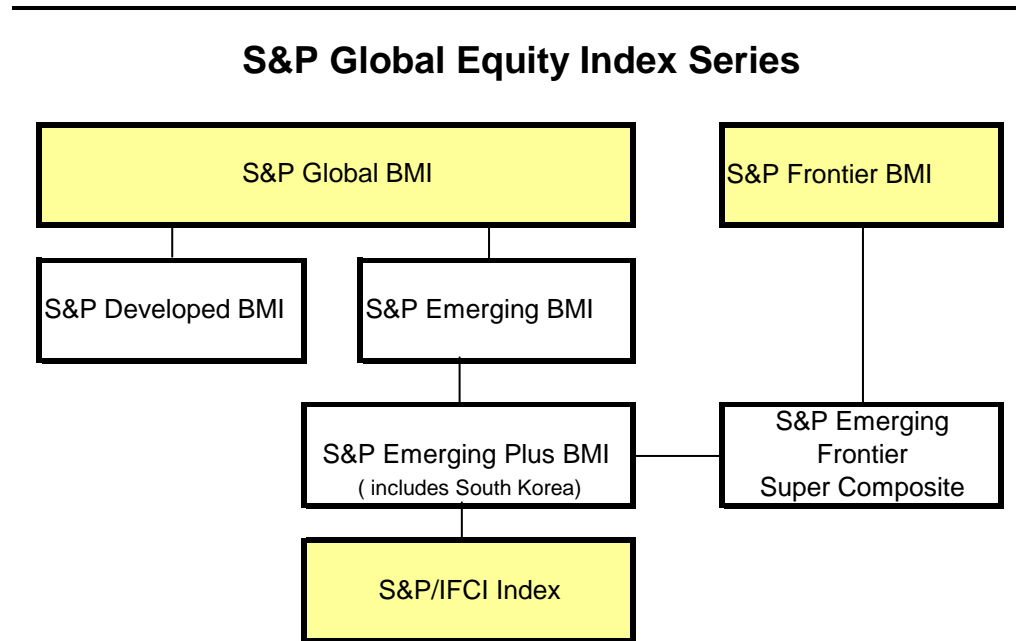 S&P Global Equity Index Series
S&P Global BMI
S&P Frontier BMI
S&P Developed BMI
S&P Emerging BMI
S&P Emerging Plus BMI
( includes South Korea)
S&P Emerging
Frontier
Super Composite
S&P/IFCI Index